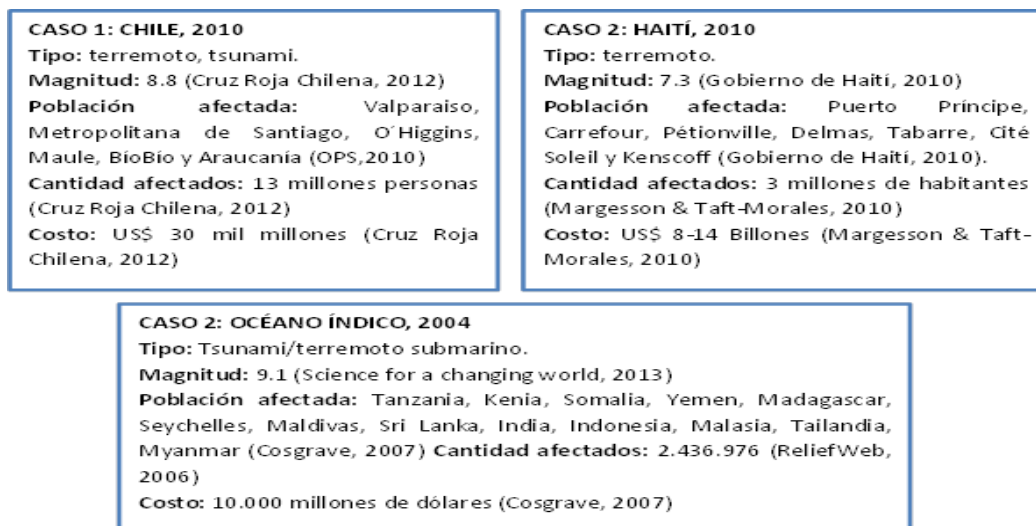 CASO 1: CHILE, 2010
Tipo: terremoto, tsunami.
Magnitud: 8.8 (Cruz Roja Chilena, 2012)
Población afectada: Valparaiso,
Metropolitana de Santiago, O´Higgins,
Maule, BíoBío y Araucanía (OPS,2010)
Cantidad afectados: 13 millones personas
(Cruz Roja Chilena, 2012)
Costo: US$ 30 mil millones (Cruz Roja
Chilena, 2012)
CASO 2: HAITÍ, 2010
Tipo: terremoto.
Magnitud: 7.3 (Gobierno de Haití, 2010)
Población afectada: Puerto Príncipe,
Carrefour, Pétionville, Delmas, Tabarre, Cité
Soleil y Kenscoff (Gobierno de Haití, 2010).
Cantidad afectados: 3 millones de habitantes
(Margesson & Taft-Morales, 2010)
Costo: US$ 8-14 Billones (Margesson & Taft-
Morales, 2010)
CASO 2: OCÉANO ÍNDICO, 2004
Tipo: Tsunami/terremoto submarino.
Magnitud: 9.1 (Science for a changing world, 2013)
Población afectada: Tanzania, Kenia, Somalia, Yemen, Madagascar,
Seychelles, Maldivas, Sri Lanka, India, Indonesia, Malasia, Tailandia,
Myanmar (Cosgrave, 2007) Cantidad afectados: 2.436.976 (ReliefWeb,
2006)
Costo: 10.000 millones de dólares (Cosgrave, 2007)